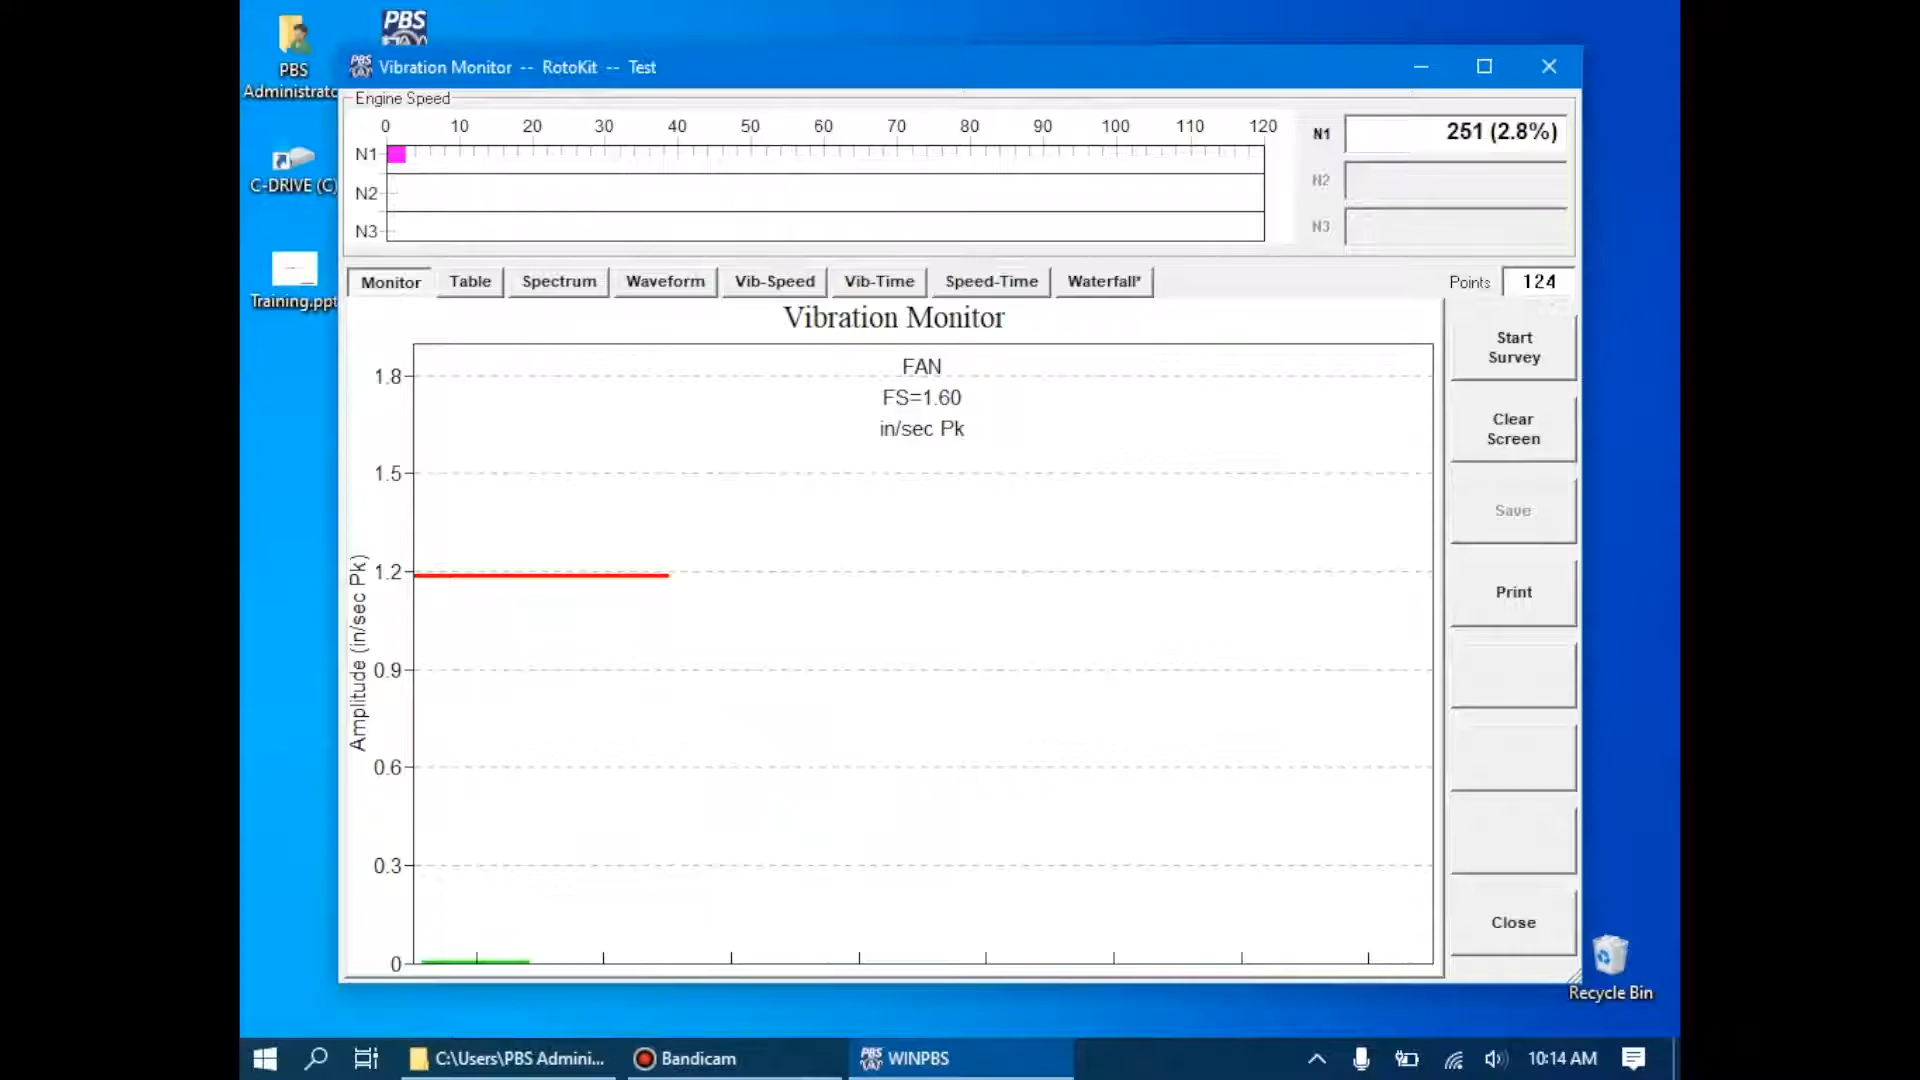 PBS
PBS
Administratc
C-DRIVE (C)
Training.ppt
Vibration Monitor -- RotoKit -- Test
Engine Speed
0 10 20 30 40 50 60 70 80 90 100 110 120
N1
N2
N3
N1 251 (2.8%)
N2
N3
Monitor Table Spectrum Waveform Vib-Speed Vib-Time Speed-Time Waterfall*
Points 124
Vibration Monitor
FAN
FS=1.60
in/sec Pk
1.8
1.5
1.2
0.9
0.6
0.3
0
Amplitude (in/sec Pk)
Start
Survey
Clear
Screen
Save
Print
Close
Recycle Bin
C:\Users\PBS Admini...
Bandicam
PBS
WINPBS
10:14 AM